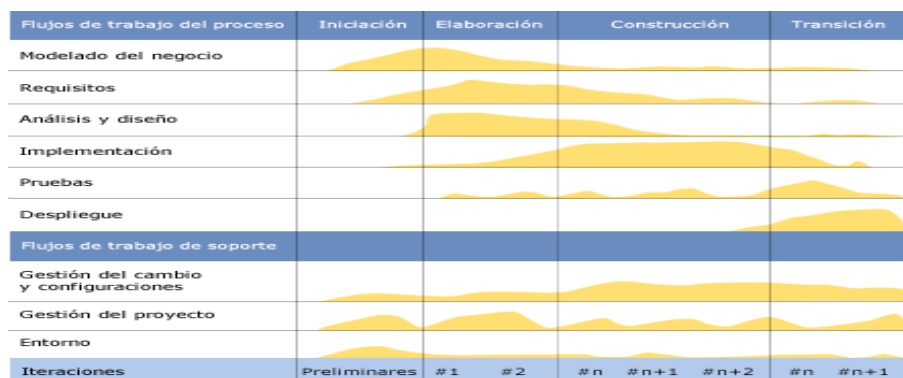 Flujos de trabajo del proceso Iniciación Elaboración Construcción Transición
Modelado del negocio
Requisitos
Análisis y diseño
Implementación
Pruebas
Despliegue
Flujos de trabajo de soporte
Gestión del cambio
y configuraciones
Gestión del proyecto
Entorno
Iteraciones Preliminares #1 #2 #n #n+1 #n+2 #n #n+1